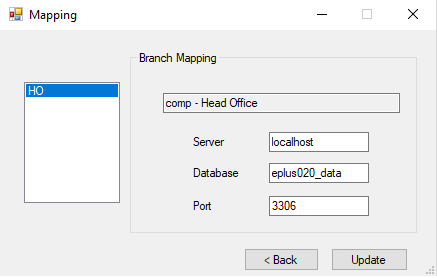 Mapping
HO
Branch Mapping
comp - Head Office
Server localhost
Database eplus020_data
Port 3306
< Back Update